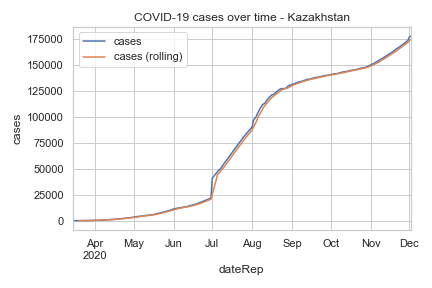 COVID-19 cases over time - Kazakhstan
cases
cases (rolling)
175000
150000
125000
100000
75000
50000
25000
0
cases
Apr
2020
May
Jun
Jul
Aug
Sep
Oct
Nov
Dec
dateRep